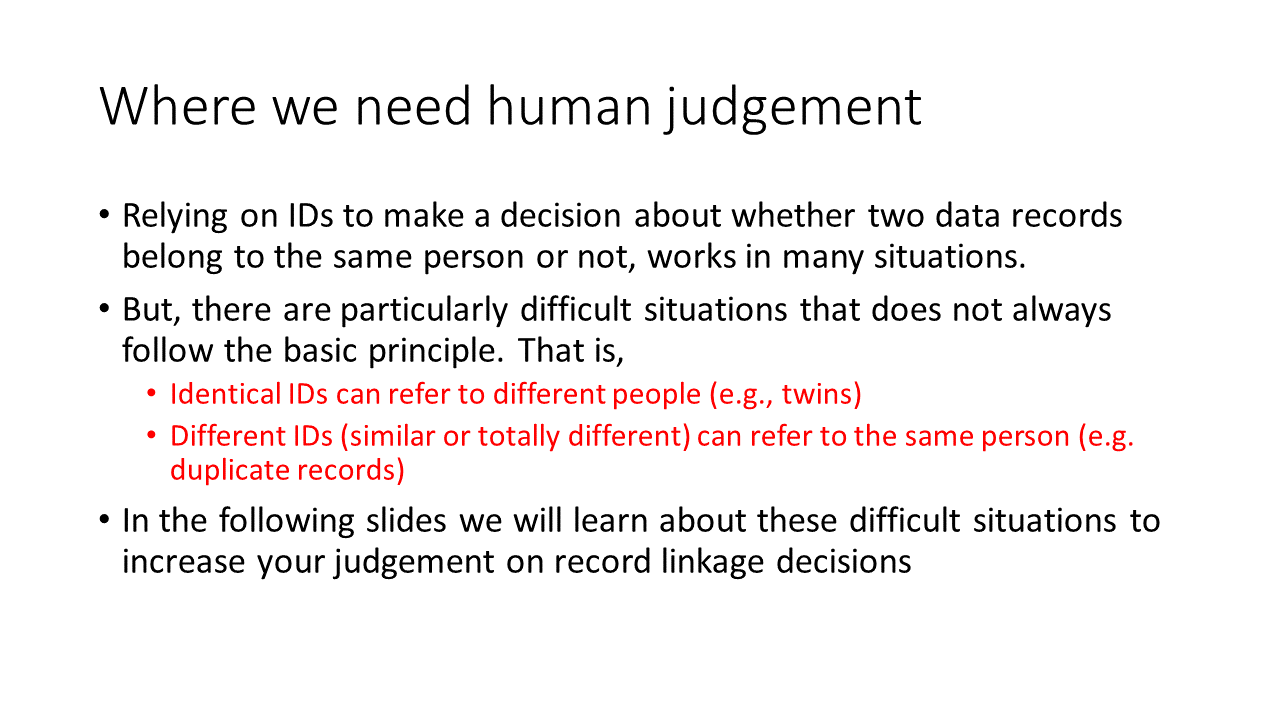 Where we need human judgement
• Relying on IDs to make a decision about whether two data records
belong to the same person or not, works in many situations.
• But, there are particularly difficult situations that does not always
follow the basic principle. That is,
• Identical IDs can refer to different people (e.g., twins)
• Different IDs (similar or totally different) can refer to the same person (e.g.
duplicate records)
• In the following slides we will learn about these difficult situations to
increase your judgement on record linkage decisions